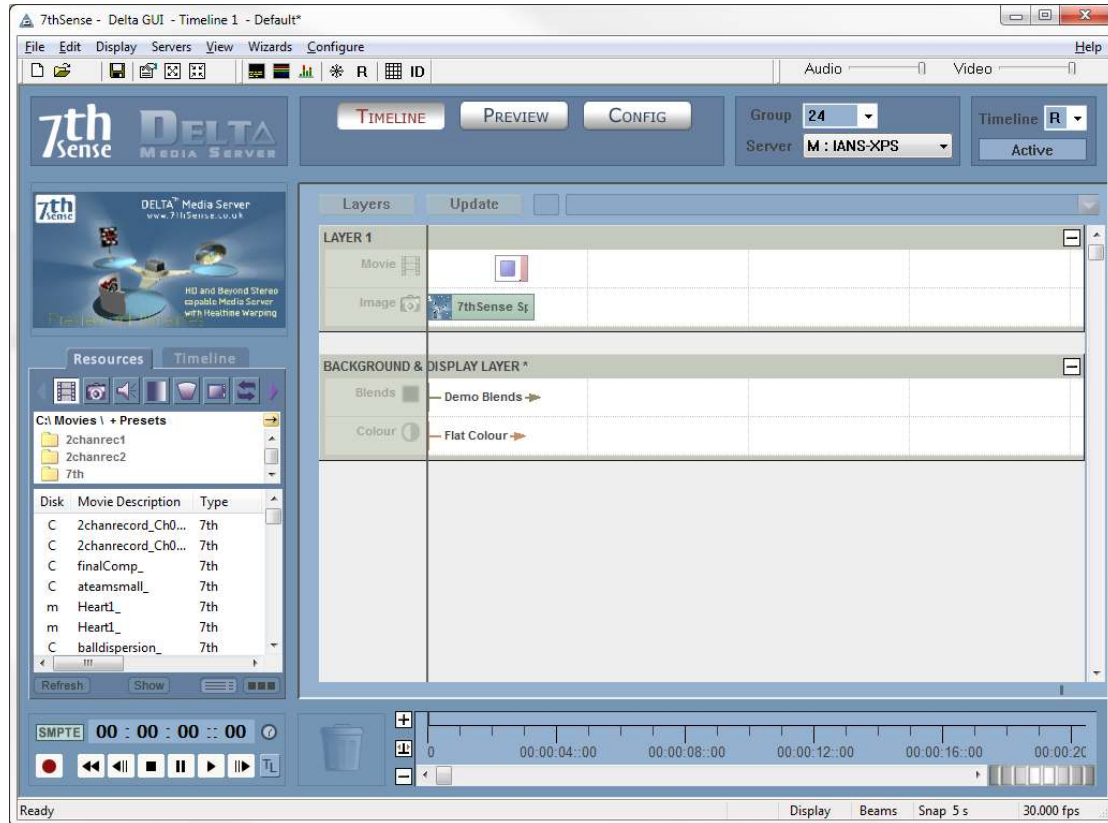 7thSense - Delta GUI - Timeline 1 - Default*
File Edit Display Servers View Wizards Configure Help
R ID Audio Video
7th Sense DELTA MEDIA SERVER
TIMELINE PREVIEW CONFIG
Group 24
Server M : IANS-XPS
Timeline R
Active
7th sense
DELTA™ Media Server
www.7thSense.co.uk
HD and Beyond Stereo
capable Media Server
with Realtime Warping
Layers Update
LAYER 1
Movie
Image 7thSense Sp
BACKGROUND & DISPLAY LAYER *
Blends Demo Blends
Colour Flat Colour
Resources Timeline
C:\ Movies \ + Presets
2chanrec1
2chanrec2
7th
Disk Movie Description Type
C 2chanrecord_Ch0... 7th
C 2chanrecord_Ch0... 7th
C finalComp_ 7th
C ateamsmall_ 7th
m Heart1_ 7th
m Heart1_ 7th
C balldispersion_ 7th
Refresh Show
SMPTE 00 : 00 : 00 :: 00
TL
0 00:00:04::00 00:00:08::00 00:00:12::00 00:00:16::00 00:00:20
Ready Display Beams Snap 5 s 30.000 fps